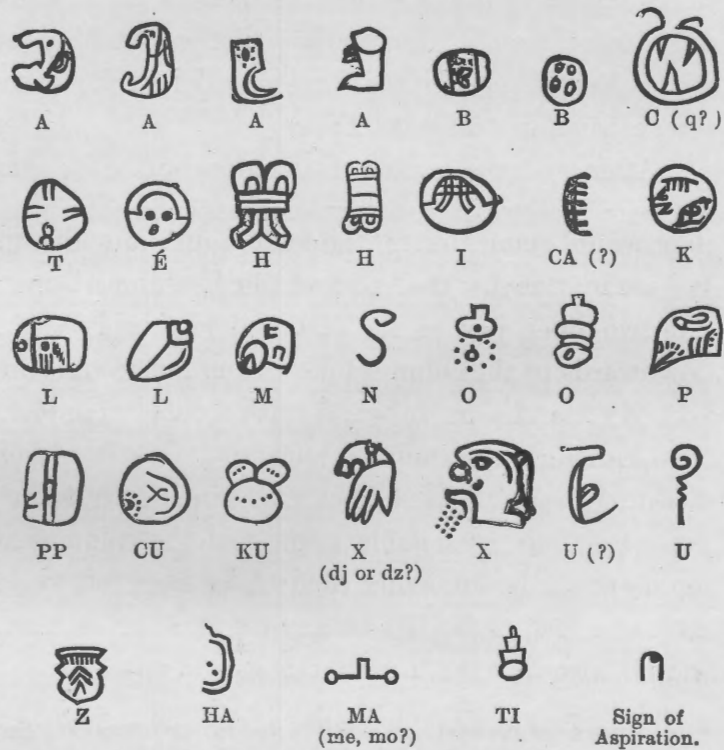 A A A A B B C (q?)
T É H H I CA (?) K
L L M N O O P
PP CU KU X X U (?) U
(dj or dz?)
Z HA MA TI Sign of
(me, mo?) Aspiration.